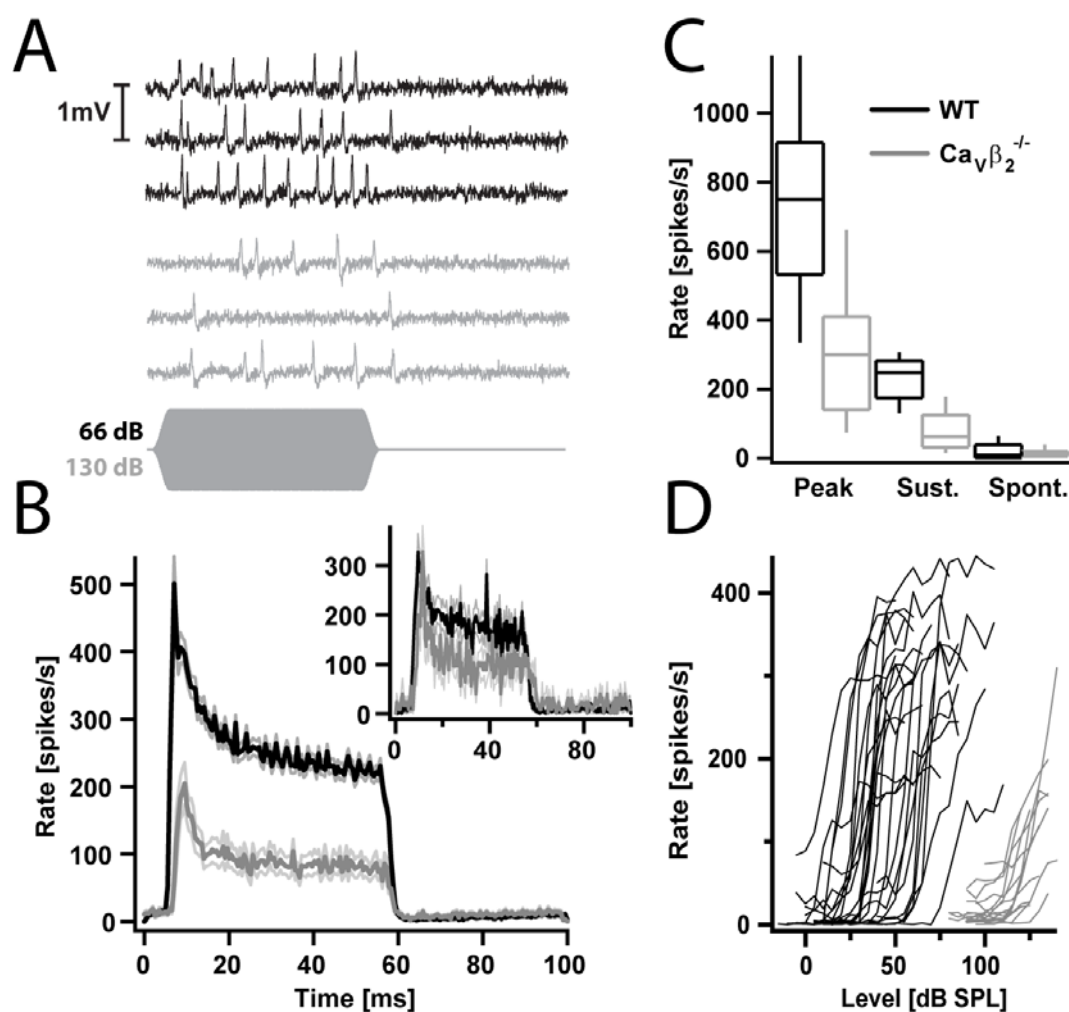 A
1mV
66 dB
130 dB
C
1000
800
600
400
200
0
Rate [spikes/s]
WT
CaVβ2-/-
Peak Sust. Spont.
B
500
400
300
200
100
0
Rate [spikes/s]
0 20 40 60 80 100
Time [ms]
300
200
100
0
0 40 80
D
400
200
0
Rate [spikes/s]
0 50 100
Level [dB SPL]